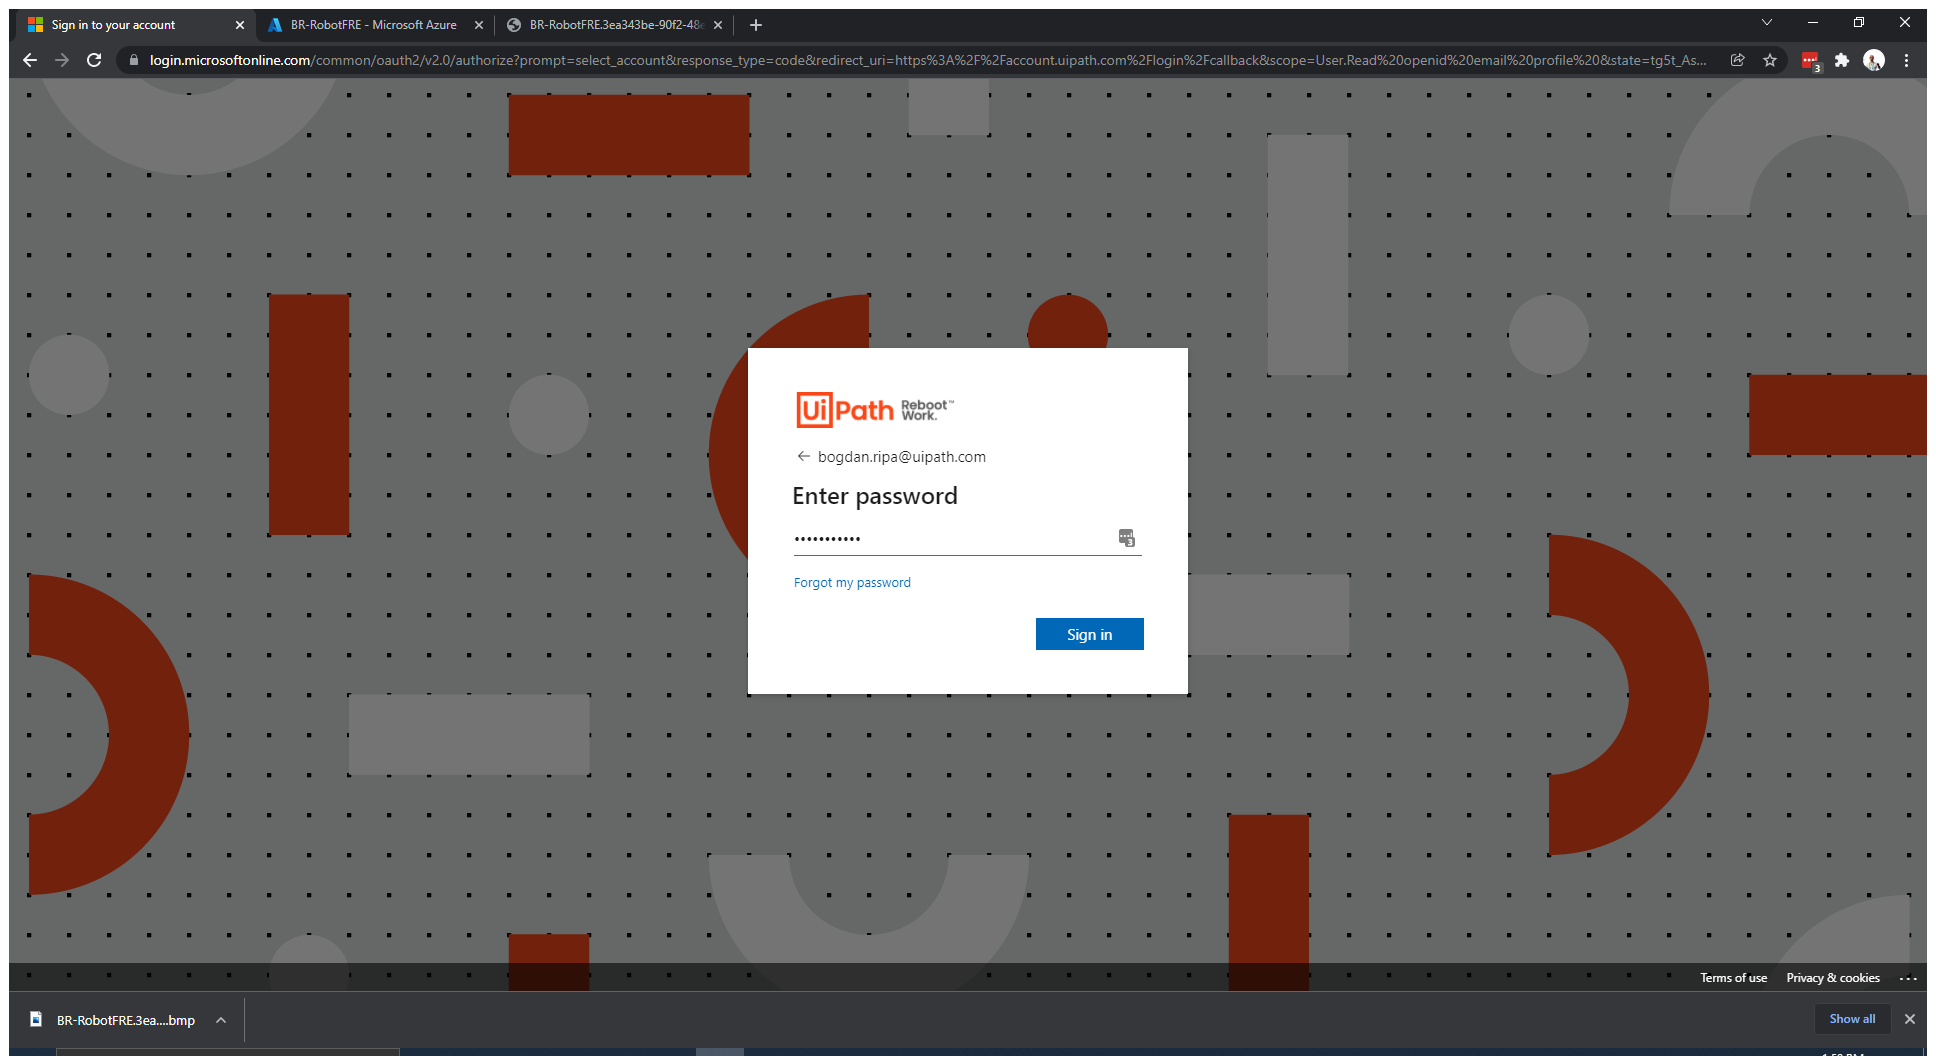 Sign in to your account
BR-RobotFRE - Microsoft Azure
BR-RobotFRE.3ea343be-90f2-48e
login.microsoftonline.com/common/oauth2/v2.0/authorize?prompt=select_account&response_type=code&redirect_uri=https%3A%2F%2Faccount.uipath.com%2Flogin%2Fcallback&scope=User.Read%20openid%20email%20profile%20&state=tg5t_As...
3
UiPath Reboot™
Work.
bogdan.ripa@uipath.com
Enter password
•••••••••••
3
Forgot my password
Sign in
Terms of use
Privacy & cookies
BR-RobotFRE.3ea....bmp
Show all